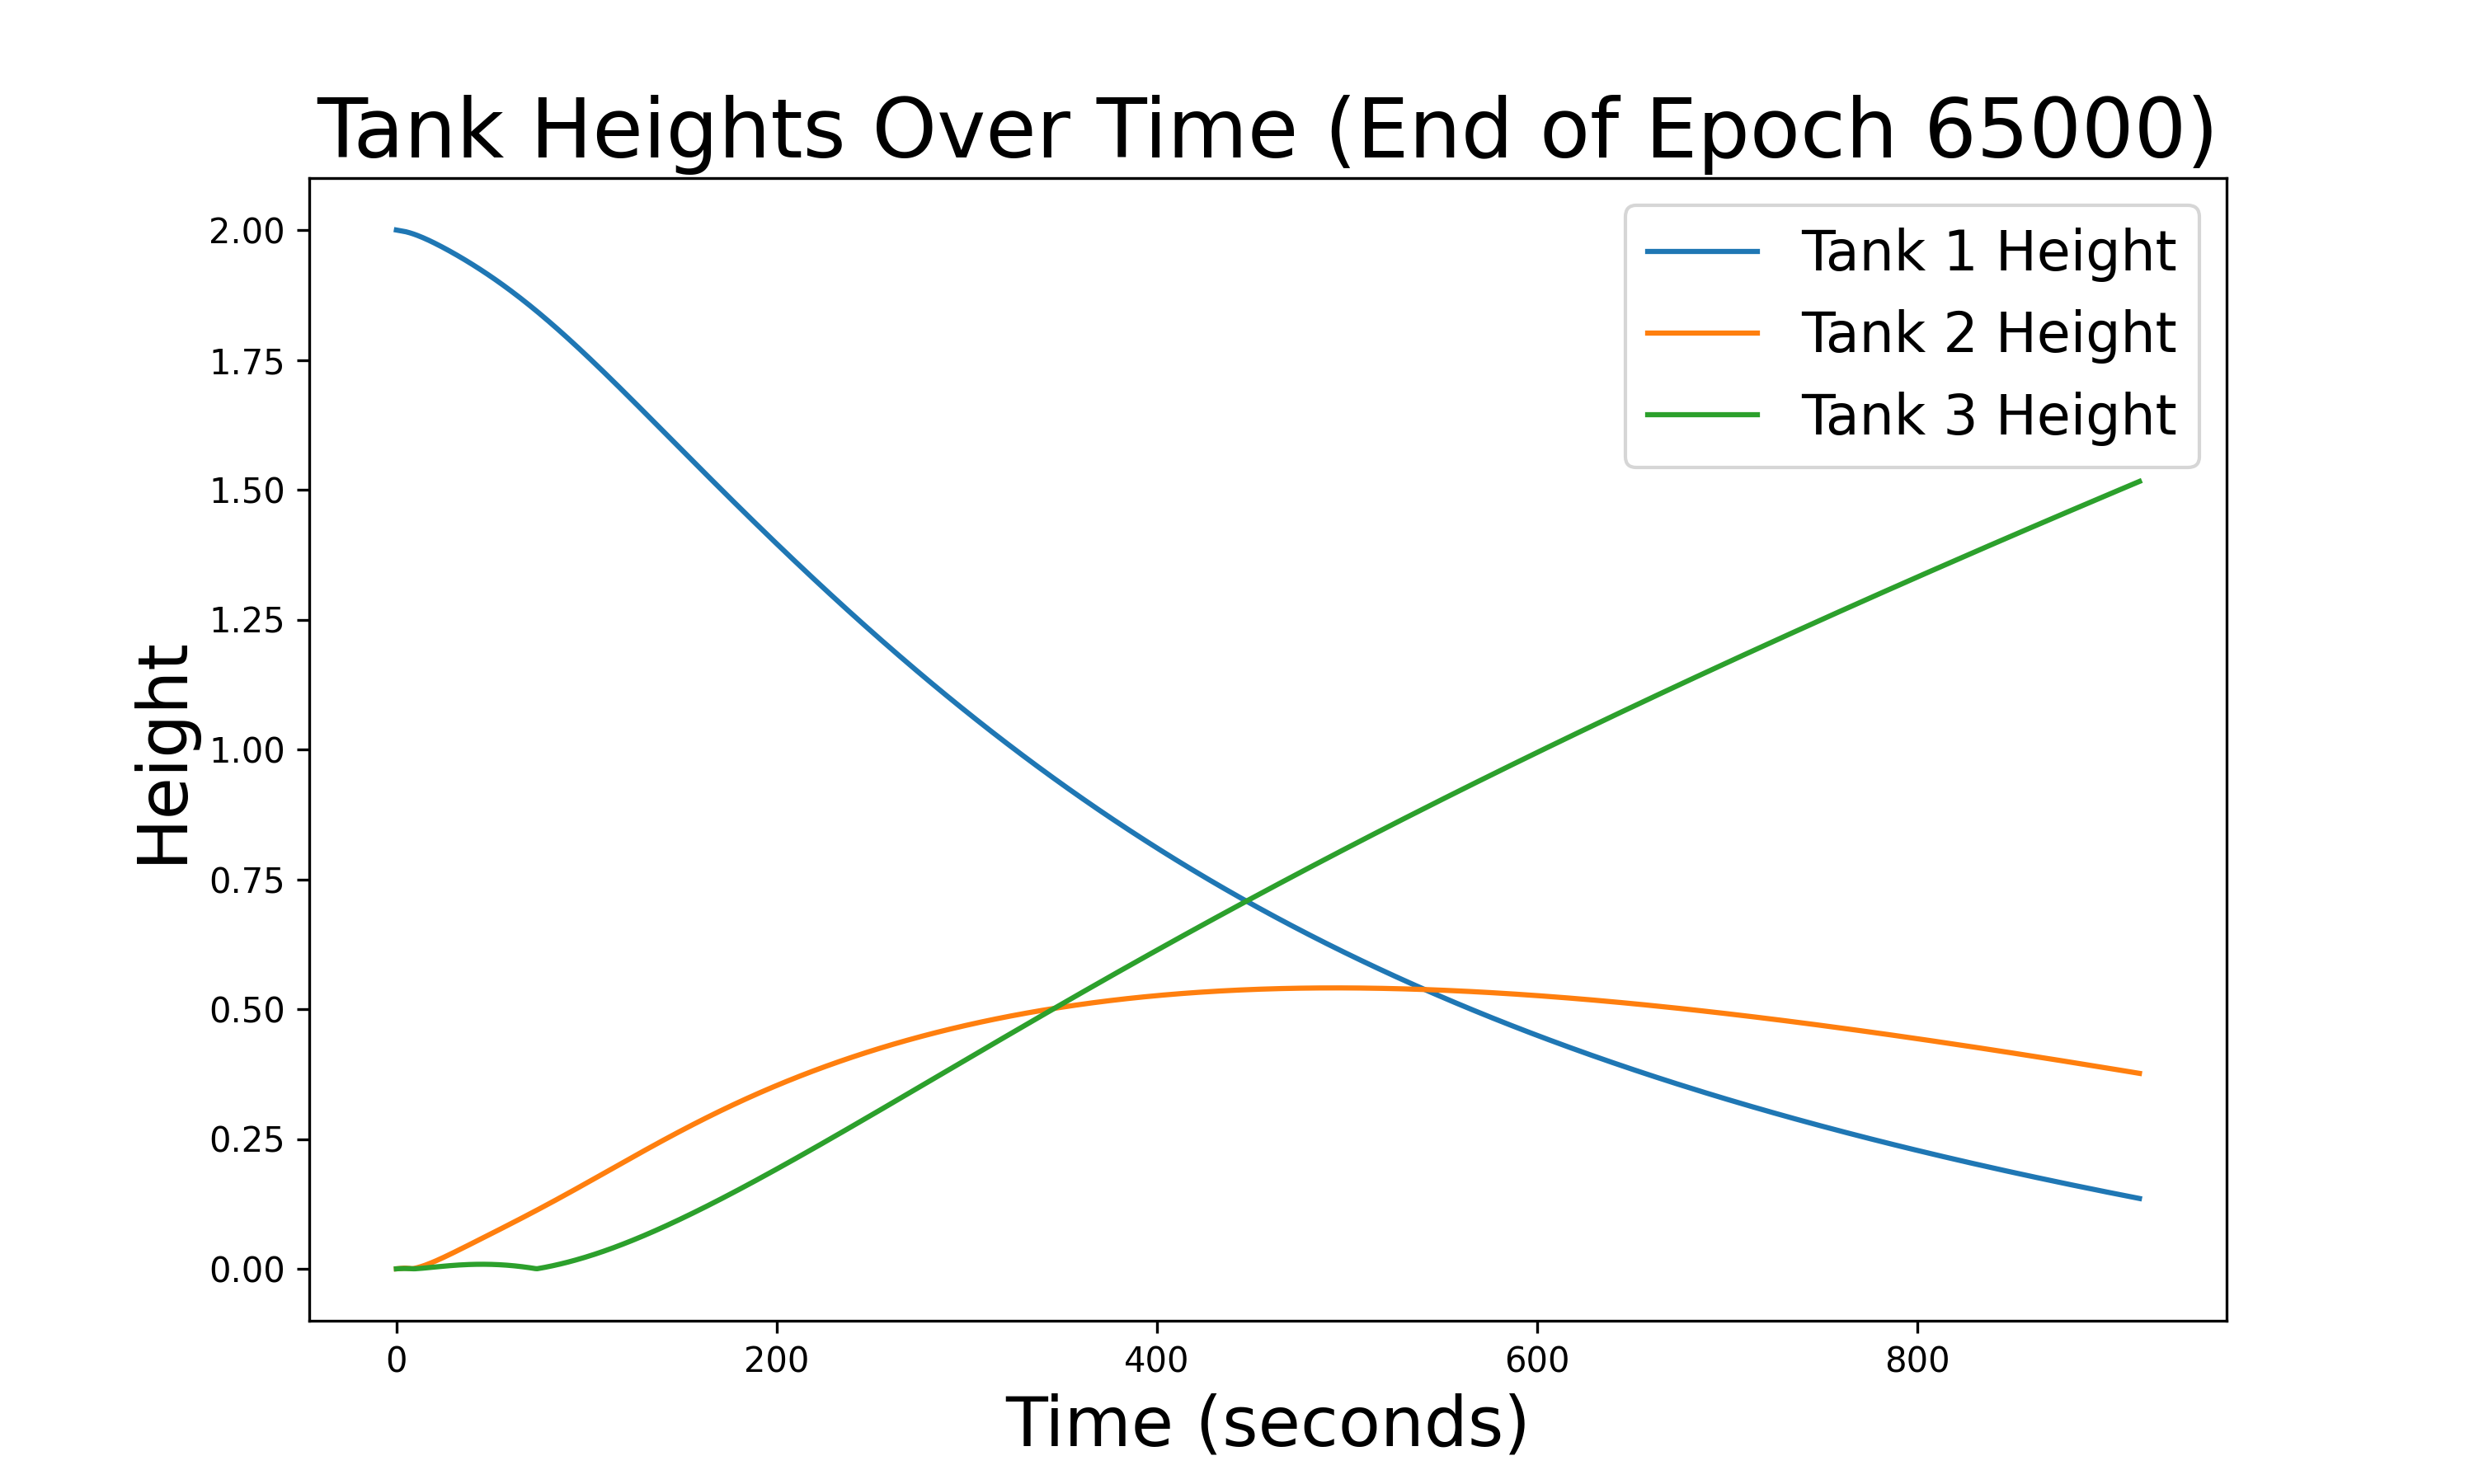 Tank Heights Over Time (End of Epoch 65000)
Tank 1 Height
Tank 2 Height
Tank 3 Height
Height
2.00
1.75
1.50
1.25
1.00
0.75
0.50
0.25
0.00
0 200 400 600 800
Time (seconds)